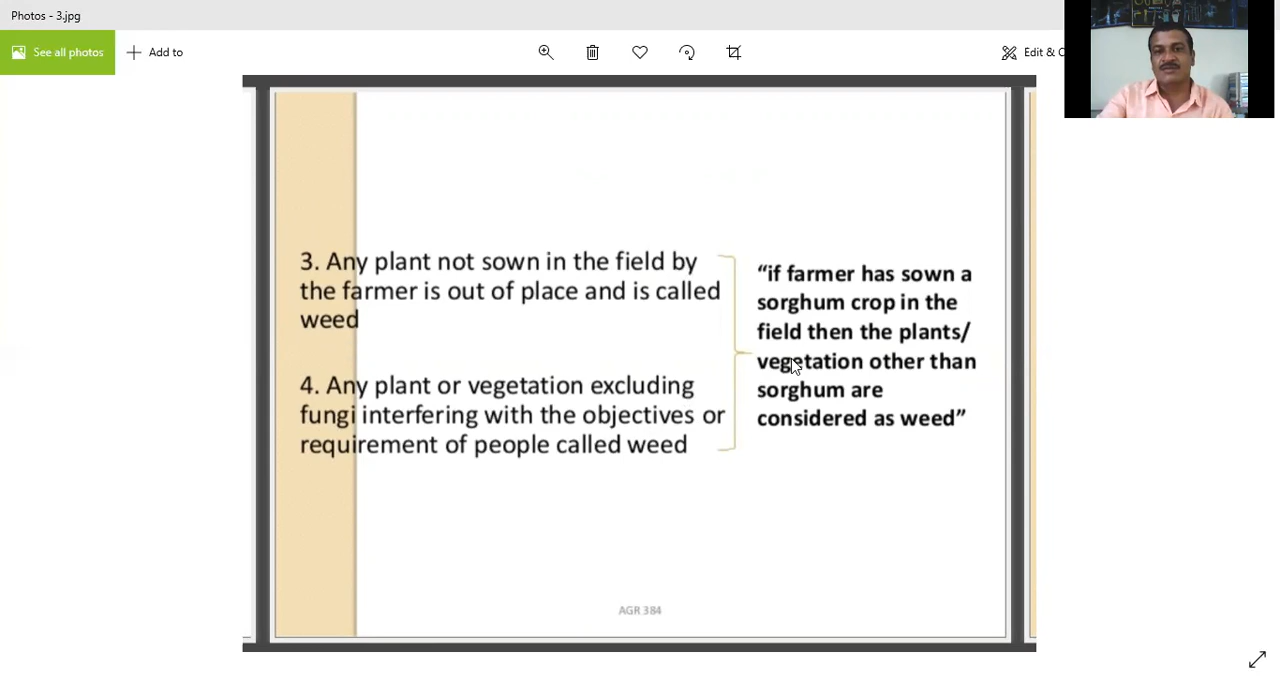 Photos - 3.jpg
See all photos
Add to
Edit & C
3. Any plant not sown in the field by
the farmer is out of place and is called
weed
4. Any plant or vegetation excluding
fungi interfering with the objectives or
requirement of people called weed
“if farmer has sown a
sorghum crop in the
field then the plants/
vegetation other than
sorghum are
considered as weed”
AGR 384